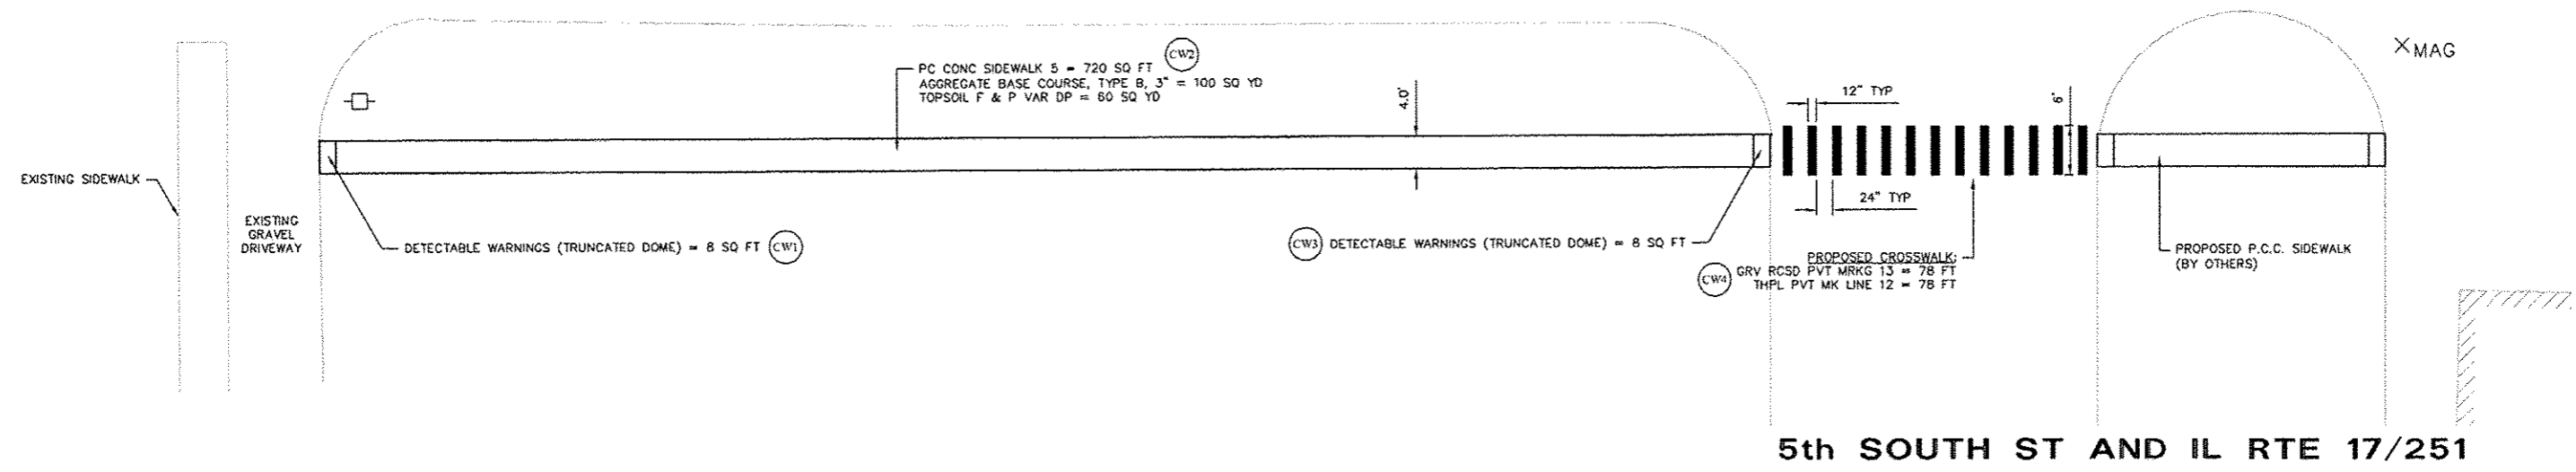 PC CONC SIDEWALK 5 = 720 SQ FT CW2
AGGREGATE BASE COURSE, TYPE B, 3" = 100 SQ YD
TOPSOIL F & P VAR DP = 60 SQ YD
4.0'
12" TYP
6'
MAG
EXISTING SIDEWALK
EXISTING
GRAVEL
DRIVEWAY
DETECTABLE WARNINGS (TRUNCATED DOME) = 8 SQ FT CW1
CW3 DETECTABLE WARNINGS (TRUNCATED DOME) = 8 SQ FT
24" TYP
PROPOSED CROSSWALK:
CW4 GRV RCSD PVT MRKG 13 = 78 FT
THPL PVT MK LINE 12 = 78 FT
PROPOSED P.C.C. SIDEWALK
(BY OTHERS)
5th SOUTH ST AND IL RTE 17/251